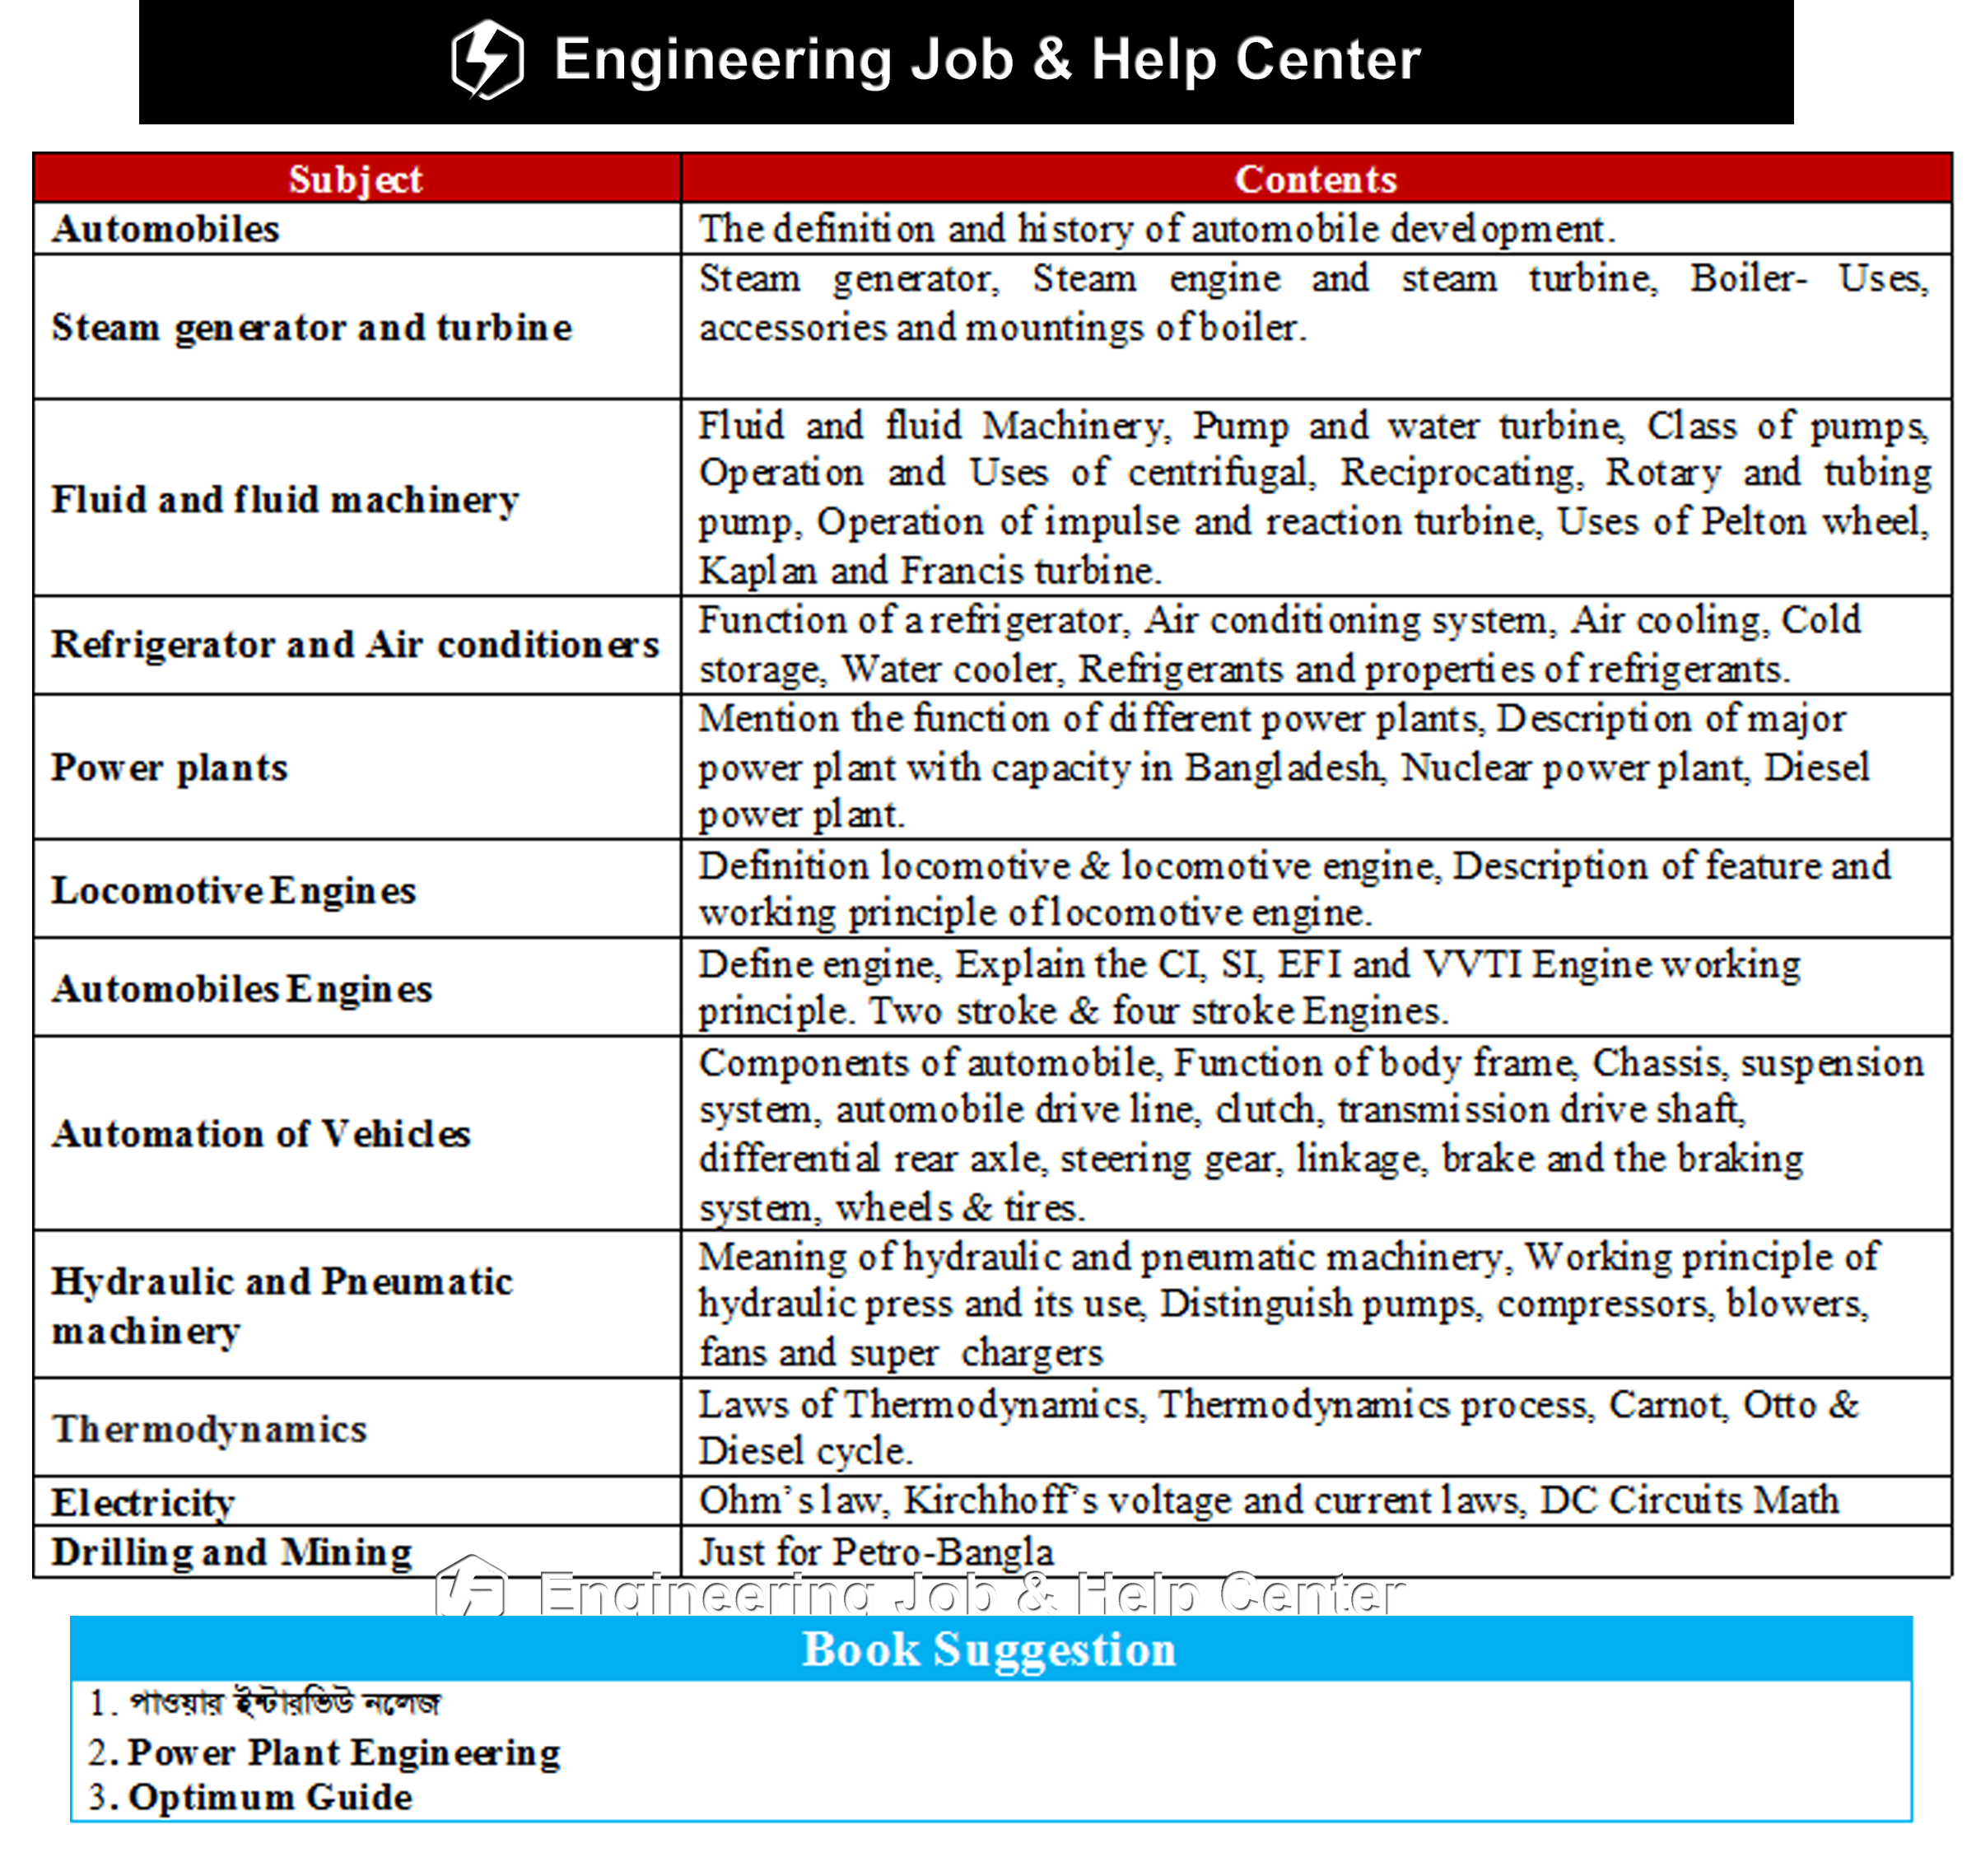 Engineering Job & Help Center
Subject
Contents
Automobiles
The definition and history of automobile development.
Steam generator and turbine
Steam generator, Steam engine and steam turbine, Boiler- Uses,
accessories and mountings of boiler.
Fluid and fluid machinery
Fluid and fluid Machinery, Pump and water turbine, Class of pumps,
Operation and Uses of centrifugal, Reciprocating, Rotary and tubing
pump, Operation of impulse and reaction turbine, Uses of Pelton wheel,
Kaplan and Francis turbine.
Refrigerator and Air conditioners
Function of a refrigerator, Air conditioning system, Air cooling, Cold
storage, Water cooler, Refrigerants and properties of refrigerants.
Power plants
Mention the function of different power plants, Description of major
power plant with capacity in Bangladesh, Nuclear power plant, Diesel
power plant.
Locomotive Engines
Definition locomotive & locomotive engine, Description of feature and
working principle of locomotive engine.
Automobiles Engines
Define engine, Explain the CI, SI, EFI and VVTI Engine working
principle. Two stroke & four stroke Engines.
Automation of Vehicles
Components of automobile, Function of body frame, Chassis, suspension
system, automobile drive line, clutch, transmission drive shaft,
differential rear axle, steering gear, linkage, brake and the braking
system, wheels & tires.
Hydraulic and Pneumatic
machinery
Meaning of hydraulic and pneumatic machinery, Working principle of
hydraulic press and its use, Distinguish pumps, compressors, blowers,
fans and super chargers
Thermodynamics
Laws of Thermodynamics, Thermodynamics process, Carnot, Otto &
Diesel cycle.
Electricity
Ohm's law, Kirchhoff's voltage and current laws, DC Circuits Math
Drilling and Mining
Just for Petro-Bangla
Engineering Job & Help Center
Book Suggestion
1. পাওয়ার ইন্টারভিউ নলেজ
2. Power Plant Engineering
3. Optimum Guide